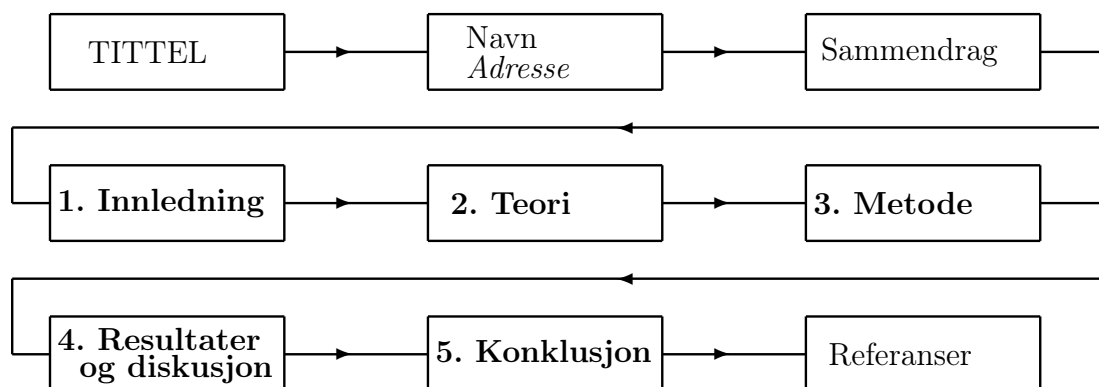 TITTEL
Navn
Adresse
Sammendrag
1. Innledning
2. Teori
3. Metode
4. Resultater
og diskusjon
5. Konklusjon
Referanser